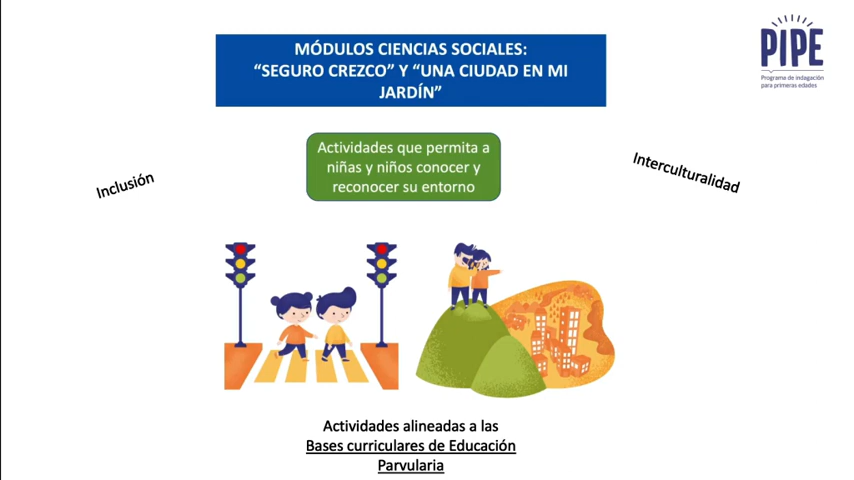 MÓDULOS CIENCIAS SOCIALES:
“SEGURO CREZCO” Y “UNA CIUDAD EN MI
JARDÍN”
PIPE
Programa de indagación
para primeras edades
Actividades que permita a
niñas y niños conocer y
reconocer su entorno
Inclusión
Interculturalidad
Actividades alineadas a las
Bases curriculares de Educación
Parvularia